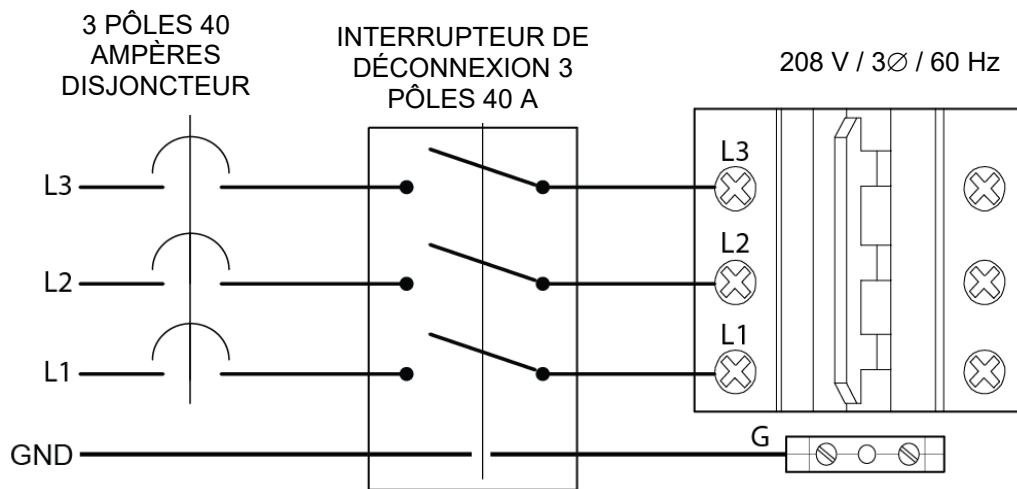 3 PÔLES 40
AMPÈRES
DISJONCTEUR
INTERRUPTEUR DE
DÉCONNEXION 3
PÔLES 40 A
208 V / 3∅ / 60 Hz
L3
L3
L2
L2
L1
L1
GND
G